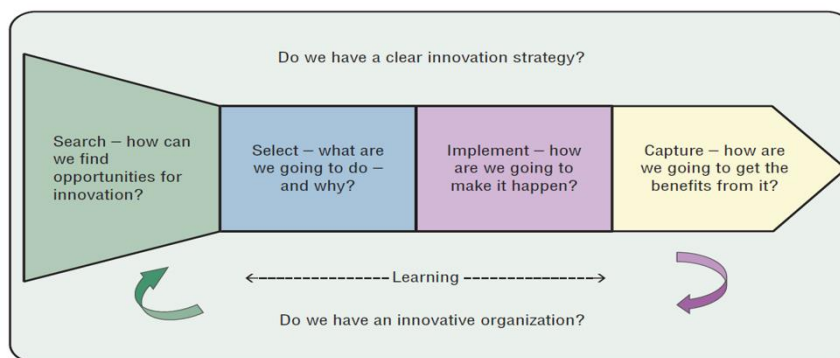 Do we have a clear innovation strategy?
Search – how can
we find
opportunities for
innovation?
Select – what are
we going to do –
and why?
Implement – how
are we going to
make it happen?
Capture – how are
we going to get the
benefits from it?
Learning
Do we have an innovative organization?